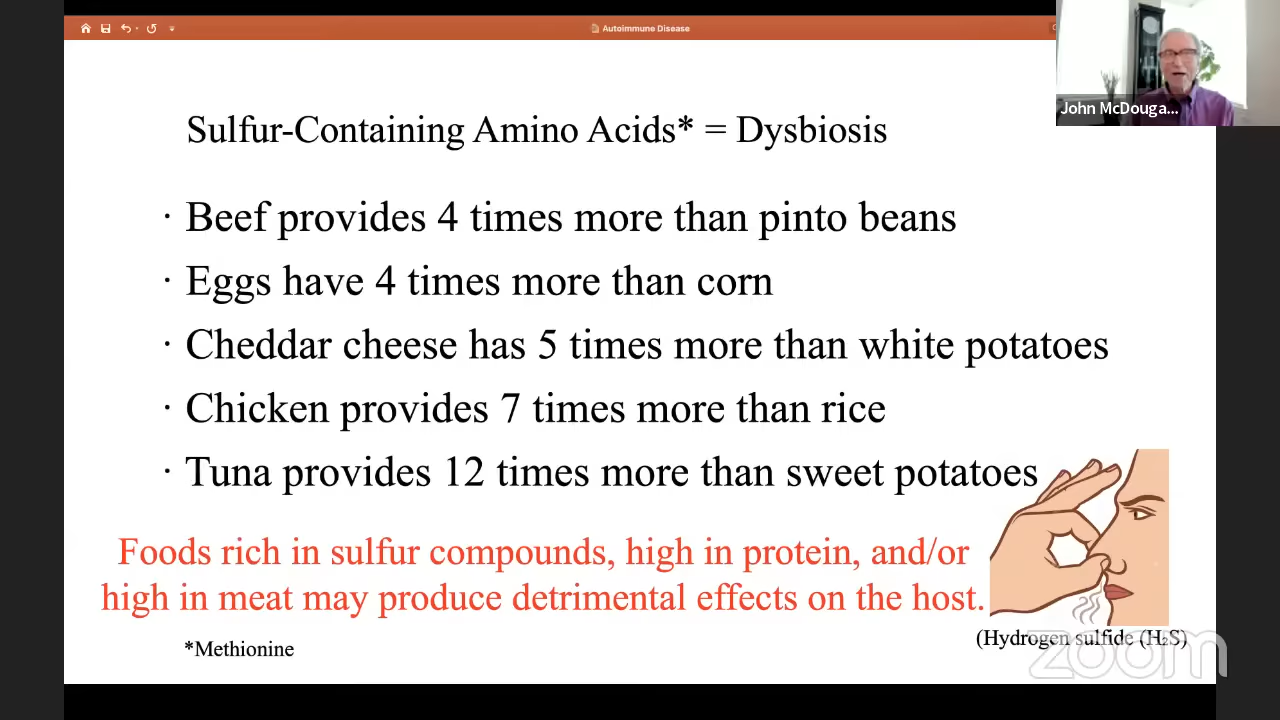 Autoimmune Disease
John McDouga...
Sulfur-Containing Amino Acids* = Dysbiosis
· Beef provides 4 times more than pinto beans
· Eggs have 4 times more than corn
· Cheddar cheese has 5 times more than white potatoes
· Chicken provides 7 times more than rice
· Tuna provides 12 times more than sweet potatoes
Foods rich in sulfur compounds, high in protein, and/or
high in meat may produce detrimental effects on the host.
(Hydrogen sulfide (H₂S)
*Methionine
zoom